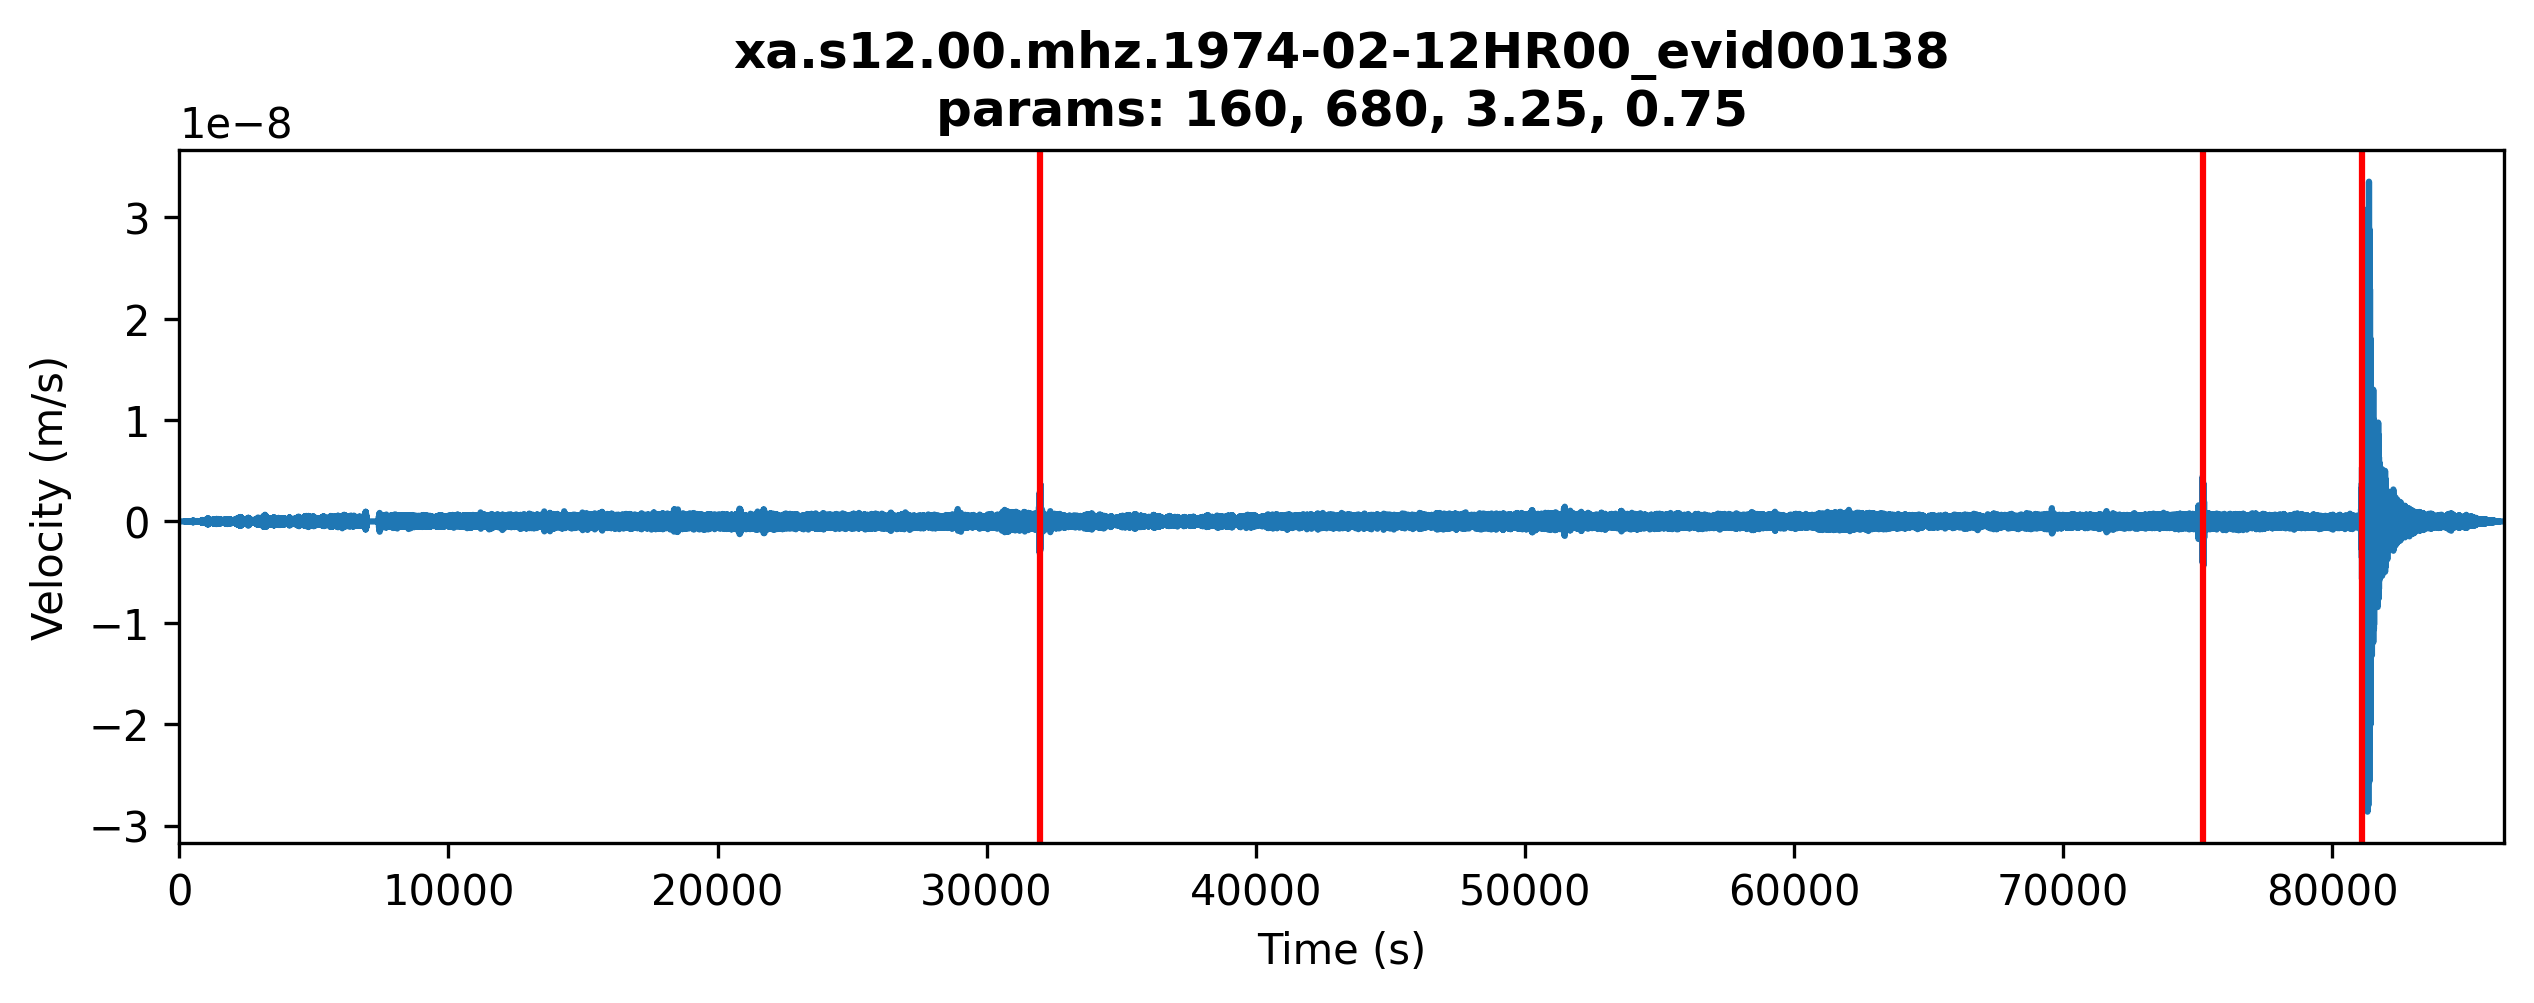 xa.s12.00.mhz.1974-02-12HR00_evid00138
params: 160, 680, 3.25, 0.75
1e−8
3
2
1
0
−1
−2
−3
Velocity (m/s)
0 10000 20000 30000 40000 50000 60000 70000 80000
Time (s)